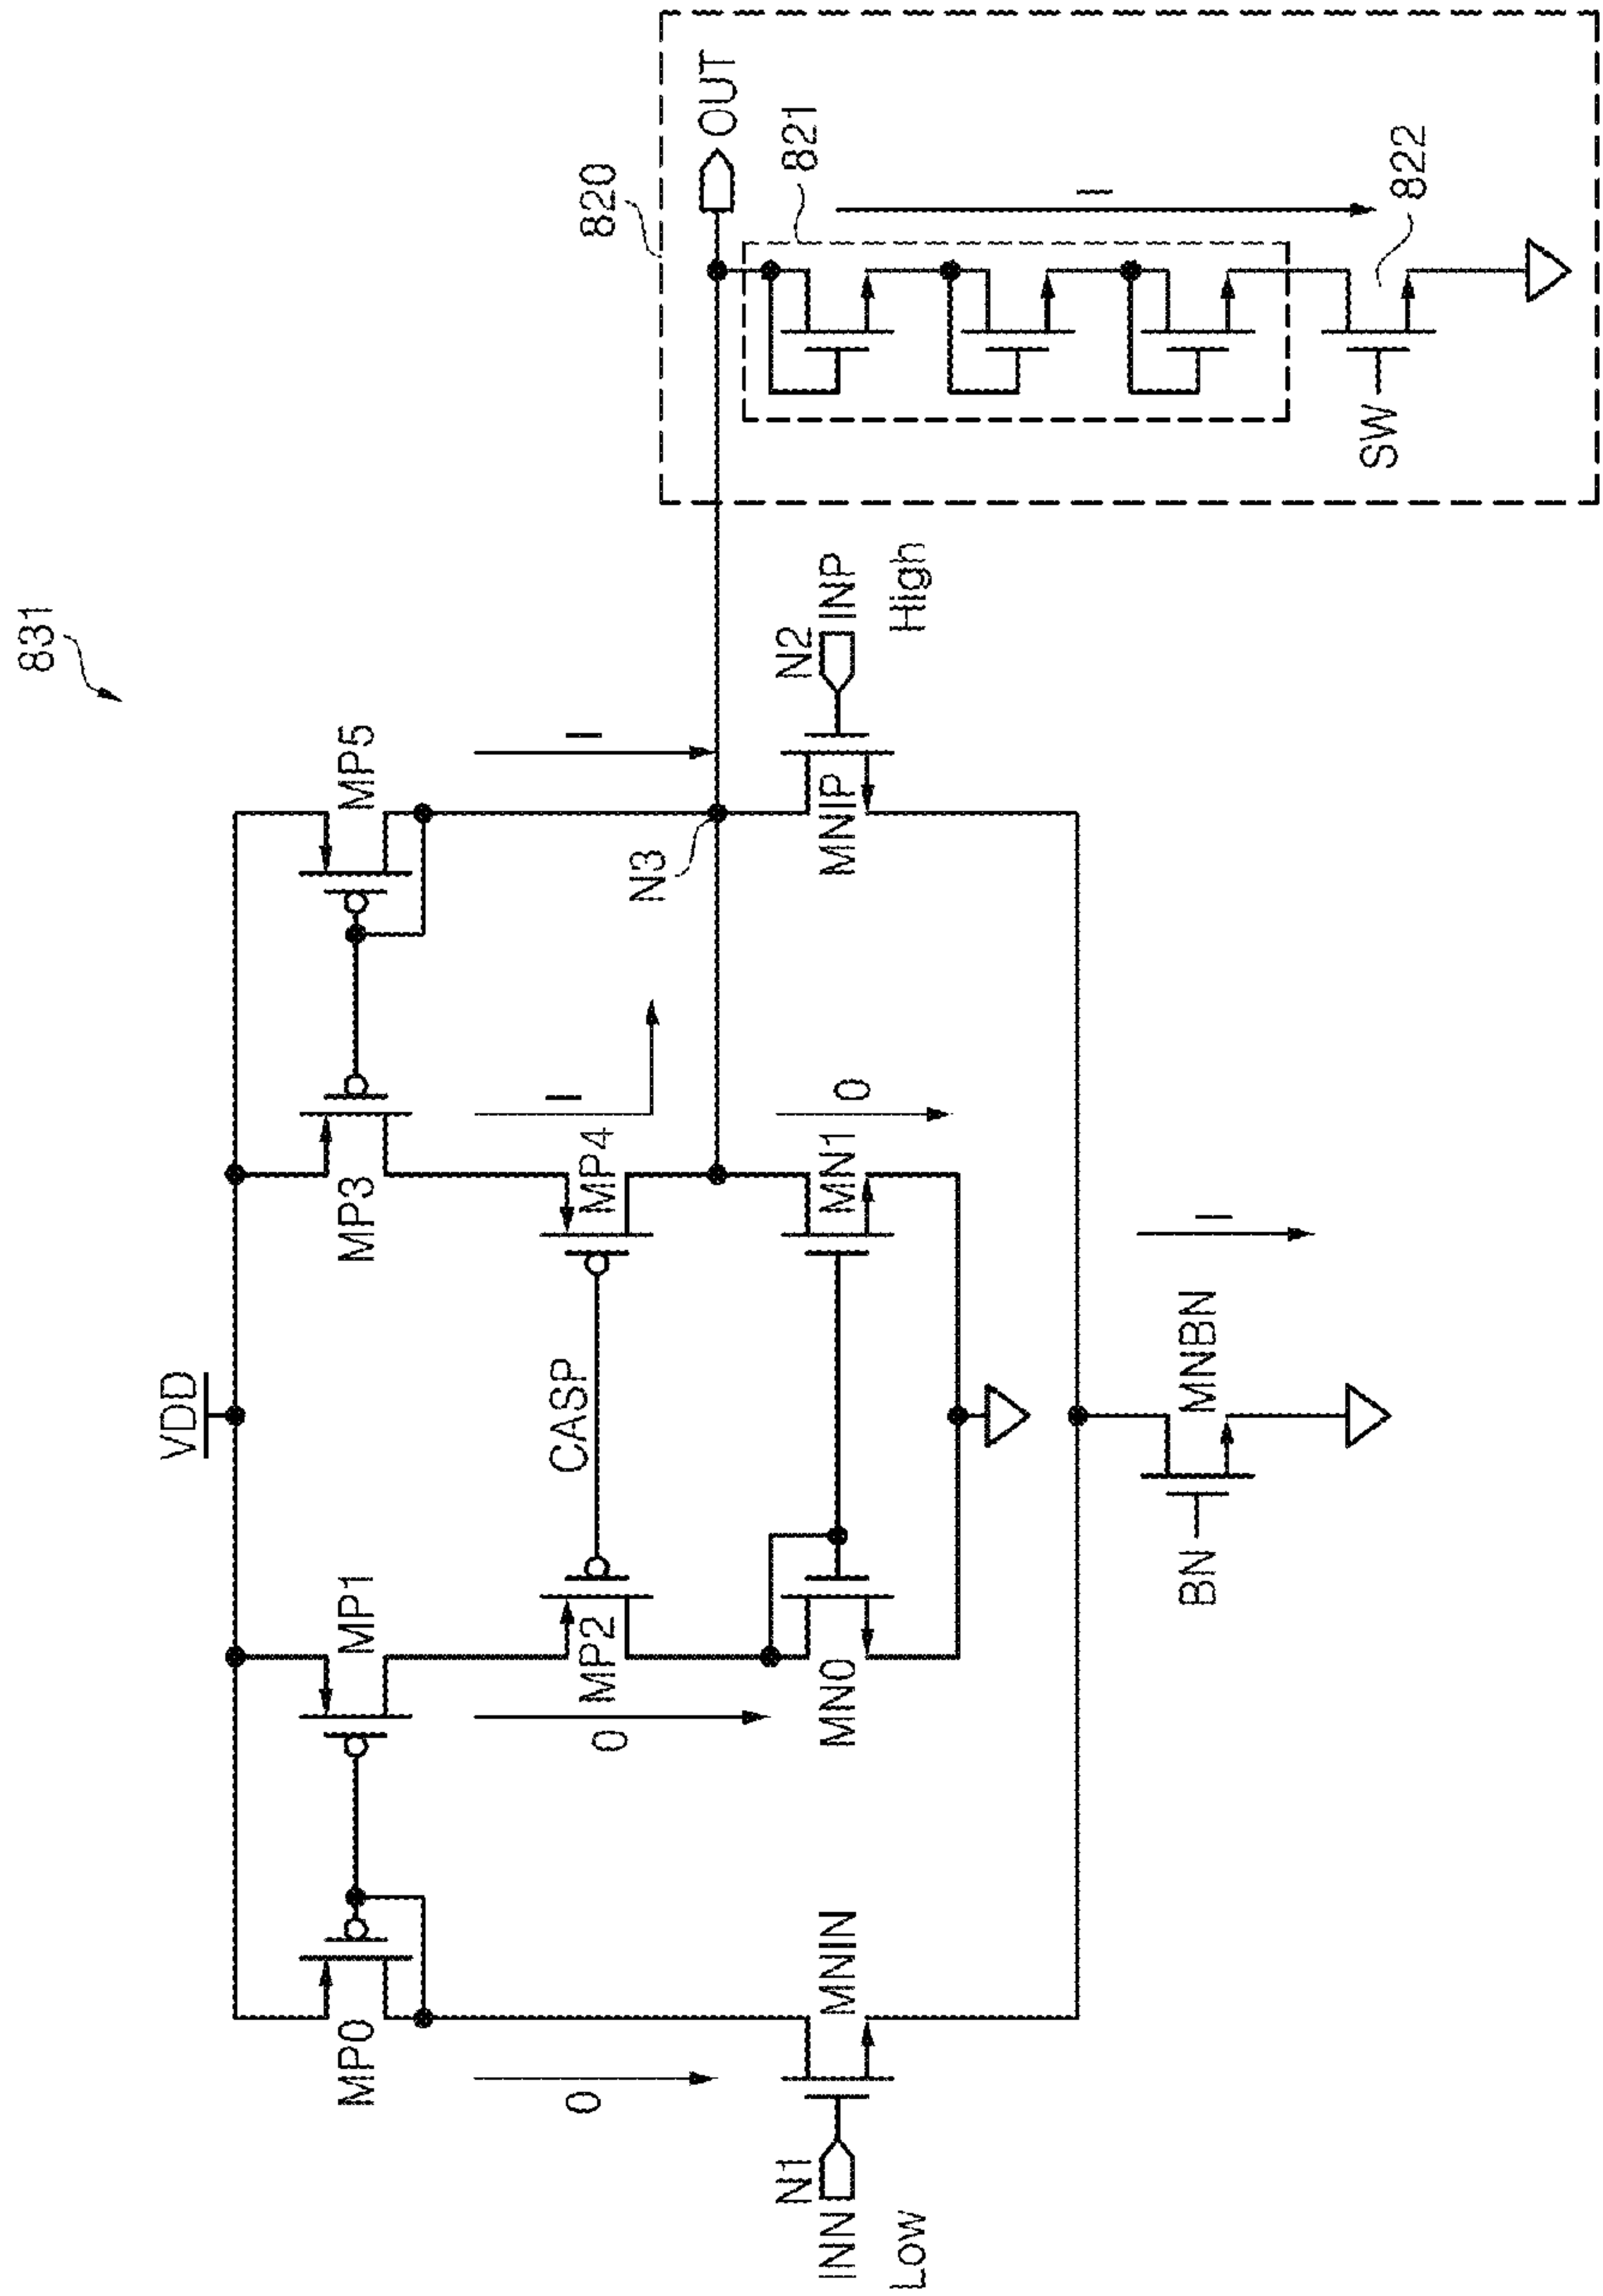 831
VDD
MP0
MP1
MP3
MP5
0
0
I
I
MP2
CASP
MP4
N3
N1
INN
Low
MNIN
MN0
MN1
0
MNIP
N2
INP
High
BN
MNBN
I
820
OUT
821
I
822
SW